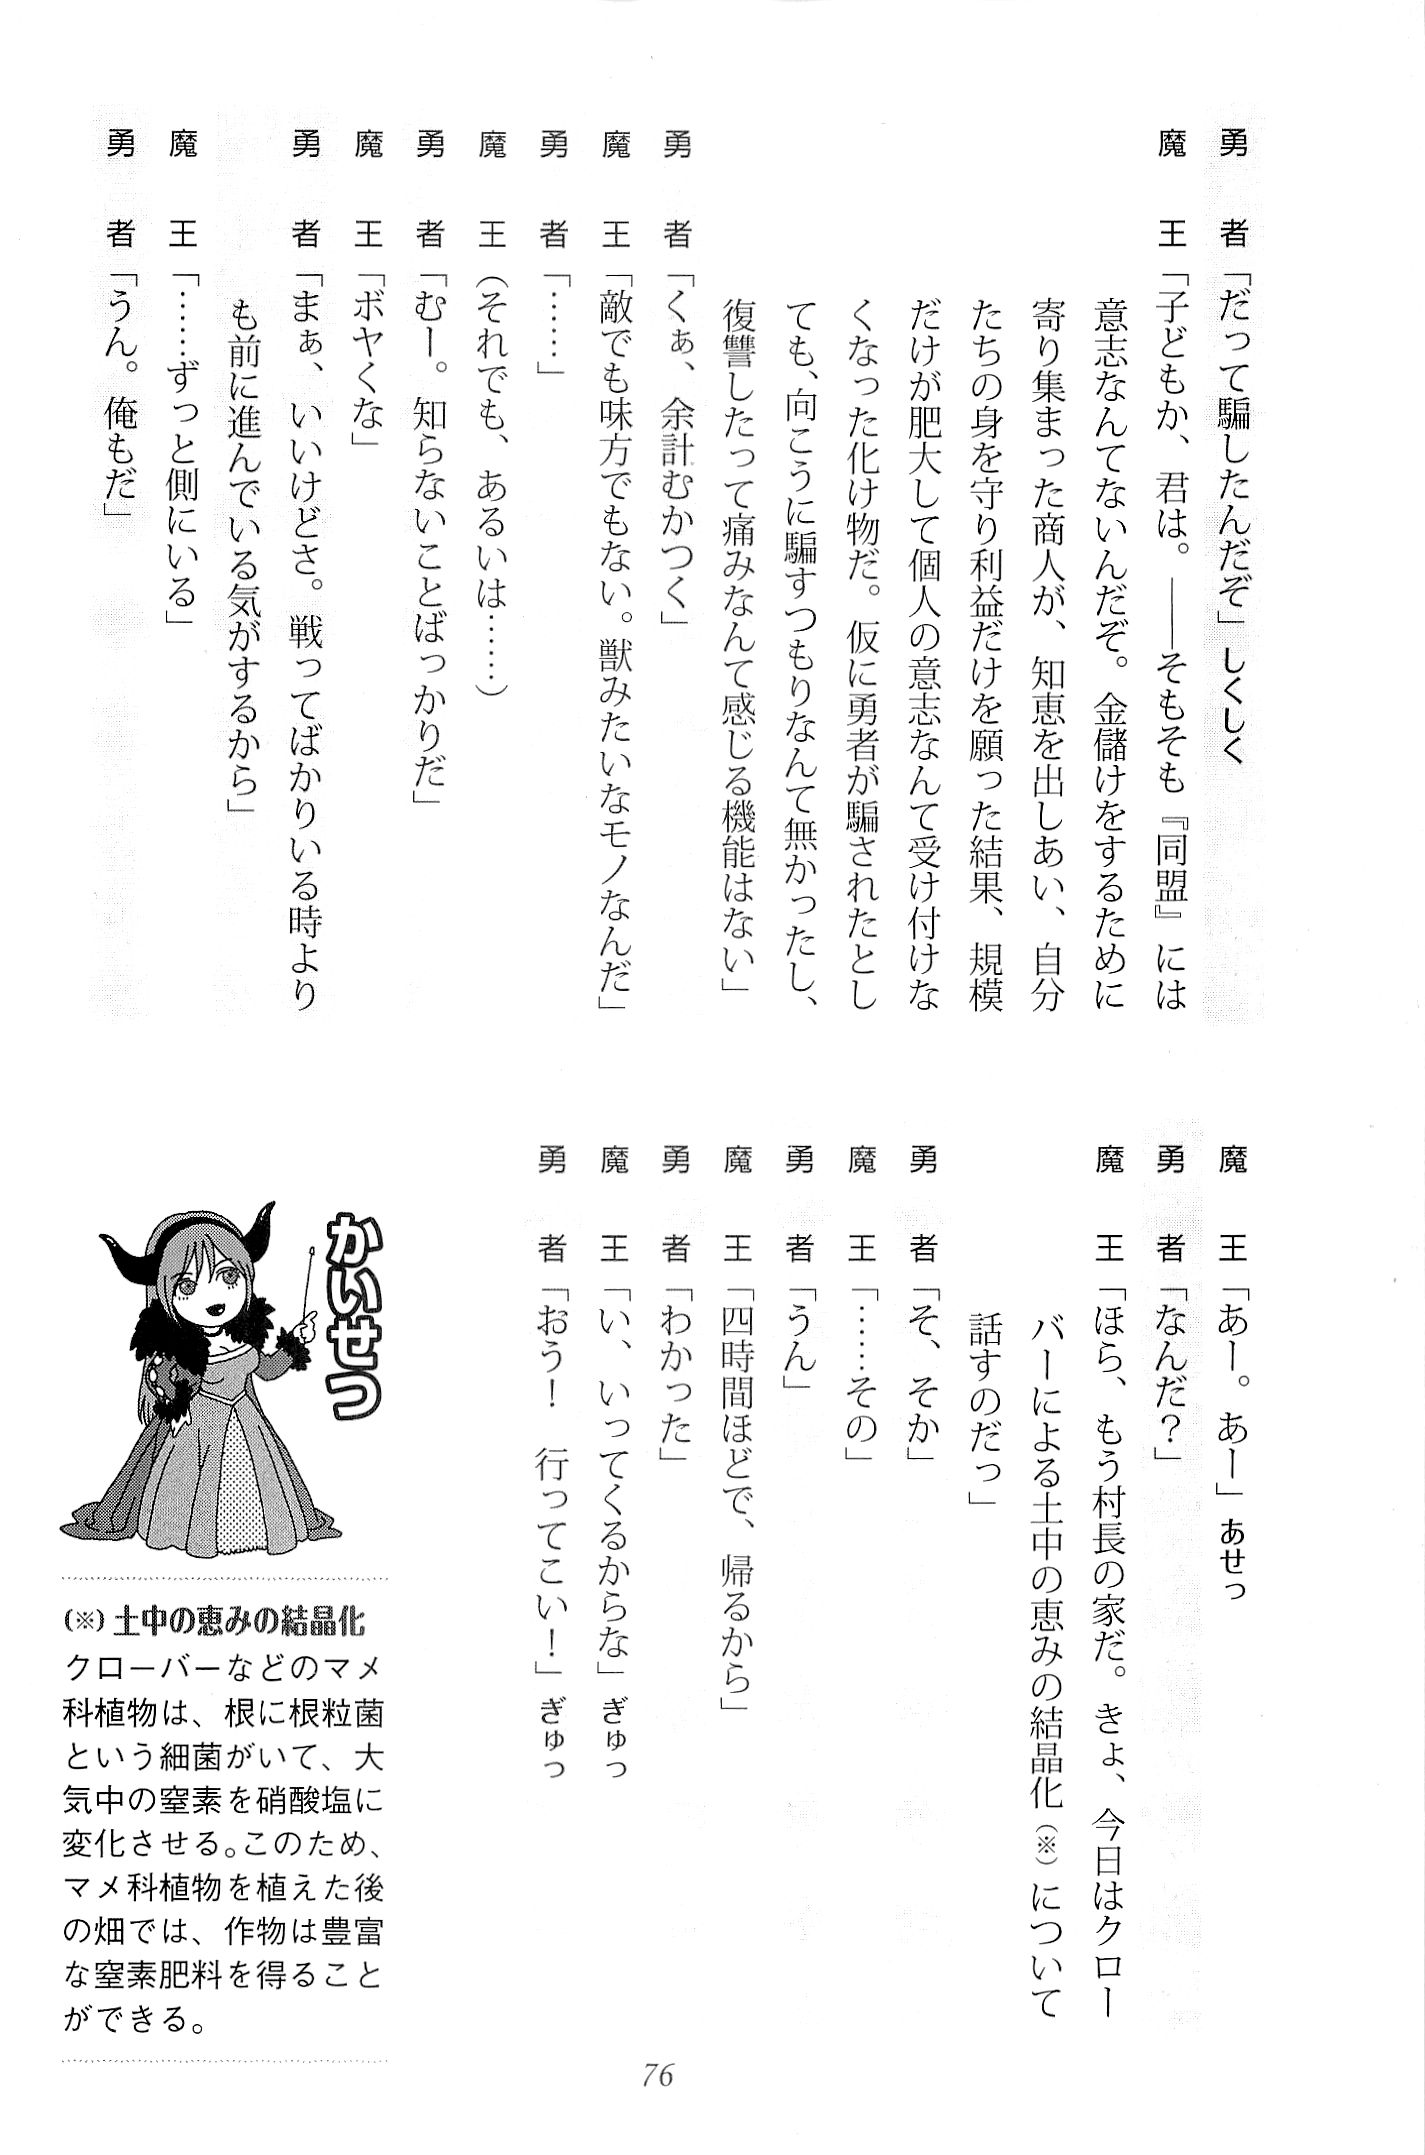 勇者「だって騙したんだぞ」しくしく
魔王「子どもか、君は。――そもそも『同盟』には
意志なんてないんだぞ。金儲けをするために
寄り集まった商人が、知恵を出しあい、自分
たちの身を守り利益だけを願った結果、規模
だけが肥大して個人の意志なんて受け付けな
くなった化け物だ。仮に勇者が騙されたとし
ても、向こうに騙すつもりなんて無かったし、
復讐したって痛みなんて感じる機能はない」
勇者「くぁ、余計むかつく」
魔王「敵でも味方でもない。獣みたいなモノなんだ」
勇者「……」
魔王（それでも、あるいは……）
勇者「むー。知らないことばっかりだ」
魔王「ボヤくな」
勇者「まぁ、いいけどさ。戦ってばかりいる時より
も前に進んでいる気がするから」
魔王「……ずっと側にいる」
勇者「うん。俺もだ」
魔王「あー。あー」あせっ
勇者「なんだ？」
魔王「ほら、もう村長の家だ。きょ、今日はクロー
バーによる土中の恵みの結晶化（※）について
話すのだっ」
勇者「そ、そか」
魔王「……その」
勇者「うん」
魔王「四時間ほどで、帰るから」
勇者「わかった」
魔王「い、いってくるからな」ぎゅっ
勇者「おう！　行ってこい！」ぎゅっ
かいせつ
（※）土中の恵みの結晶化
クローバーなどのマメ
科植物は、根に根粒菌
という細菌がいて、大
気中の窒素を硝酸塩に
変化させる。このため、
マメ科植物を植えた後
の畑では、作物は豊富
な窒素肥料を得ること
ができる。
76